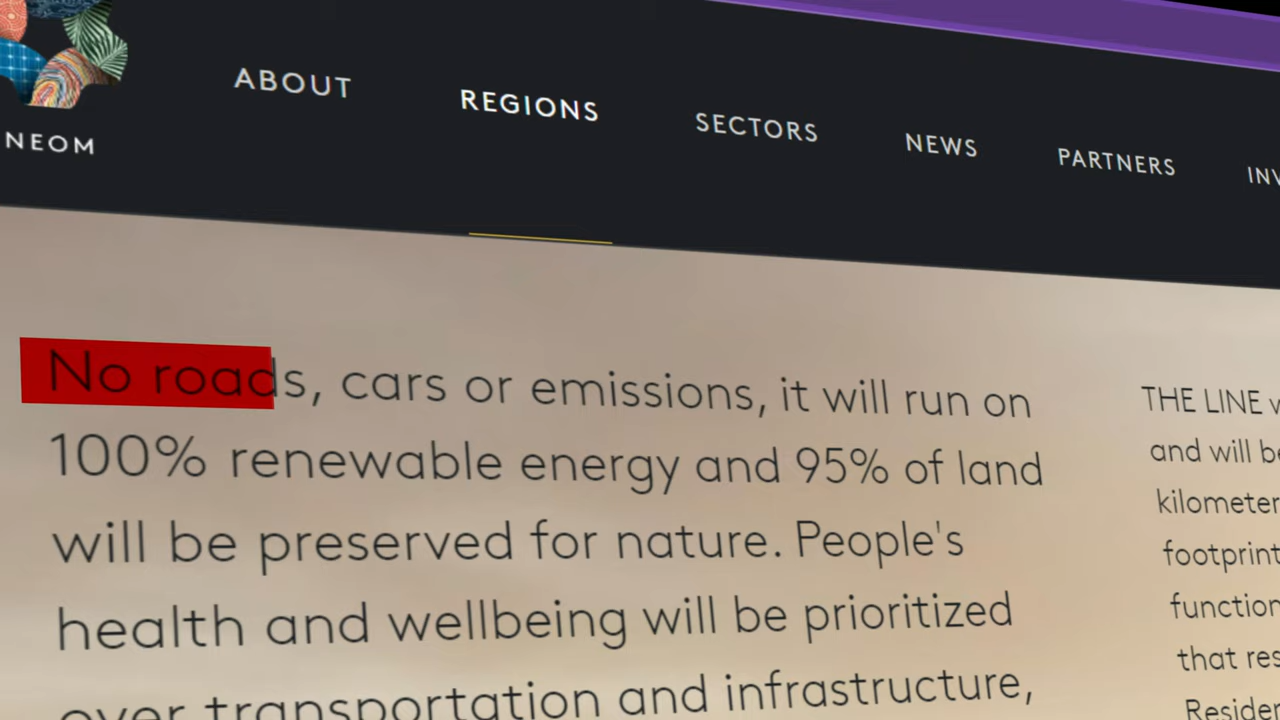 NEOM
ABOUT
REGIONS
SECTORS
NEWS
PARTNERS
No roads, cars or emissions, it will run on
100% renewable energy and 95% of land
will be preserved for nature. People's
health and wellbeing will be prioritized
over transportation and infrastructure,
THE LINE
and will
kilometer
footprint
function
that